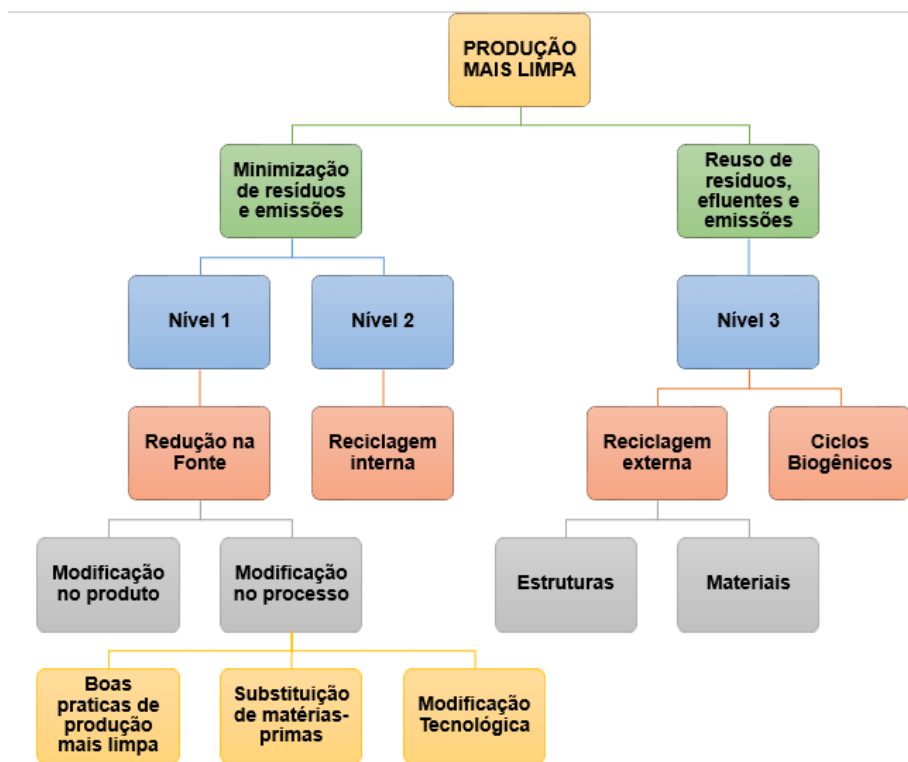 PRODUÇÃO
MAIS LIMPA
Minimização
de resíduos
e emissões
Reuso de
resíduos,
efluentes e
emissões
Nível 1
Nível 2
Nível 3
Redução na
Fonte
Reciclagem
interna
Reciclagem
externa
Ciclos
Biogênicos
Modificação
no produto
Modificação
no processo
Estruturas
Materiais
Boas
praticas de
produção
mais limpa
Substituição
de matérias-
primas
Modificação
Tecnológica